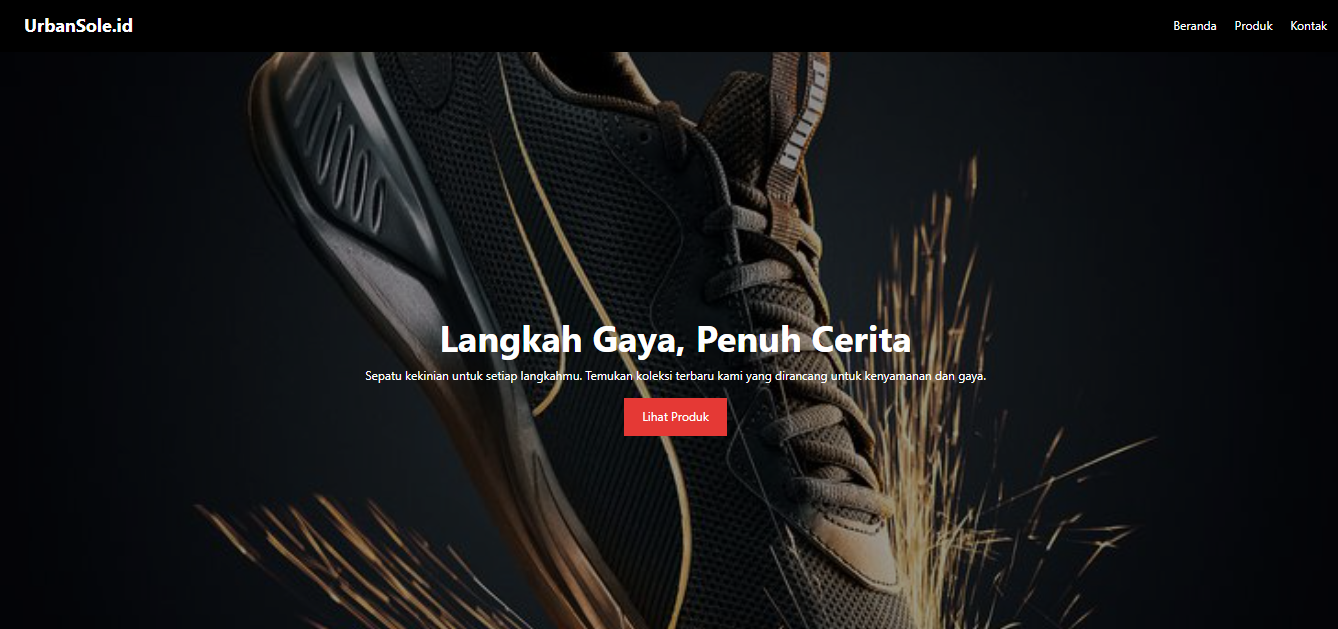 UrbanSole.id
Beranda Produk Kontak
Langkah Gaya, Penuh Cerita
Sepatu kekinian untuk setiap langkahmu. Temukan koleksi terbaru kami yang dirancang untuk kenyamanan dan gaya.
Lihat Produk